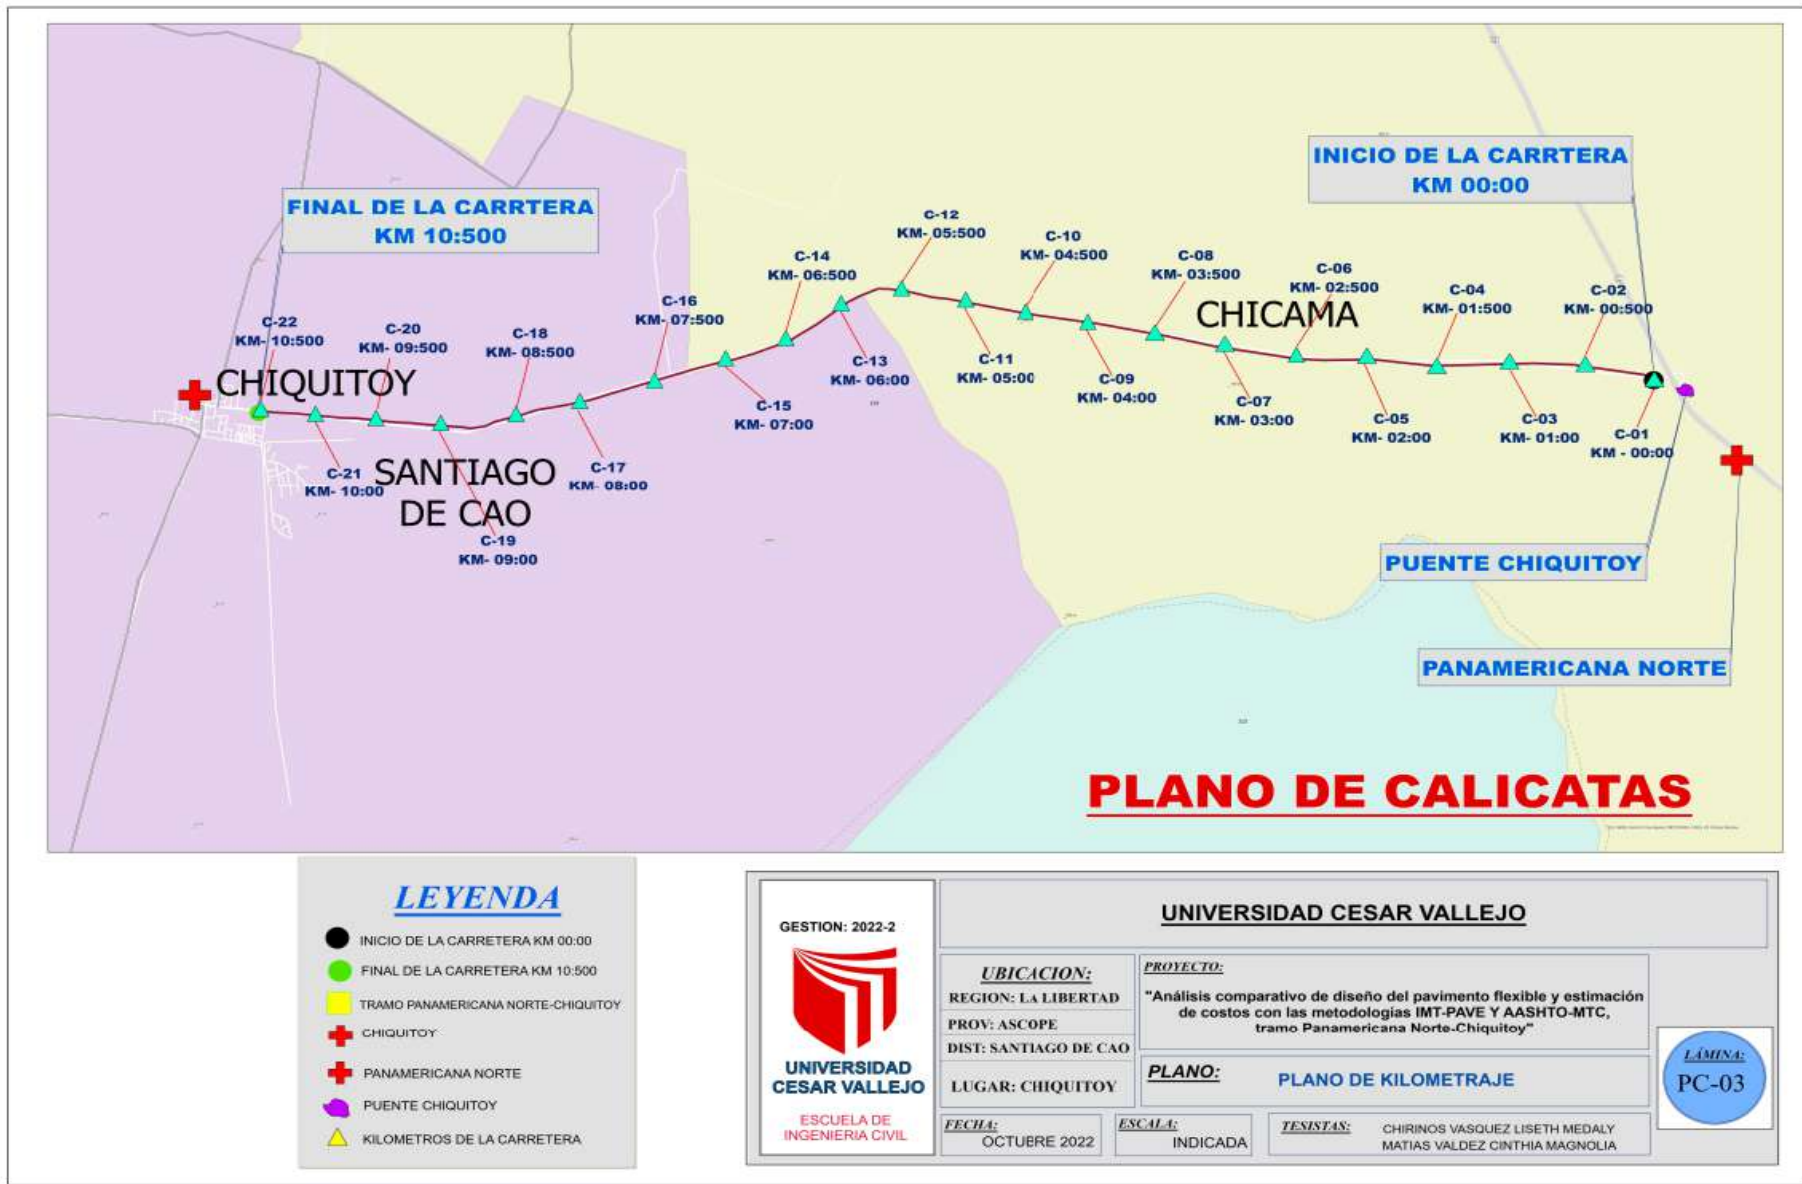 INICIO DE LA CARRTERA
KM 00:00
FINAL DE LA CARRTERA
KM 10:500
C-22
KM- 10:500
C-20
KM- 09:500
C-18
KM- 08:500
C-16
KM- 07:500
C-14
KM- 06:500
C-12
KM- 05:500
C-10
KM- 04:500
C-08
KM- 03:500
C-06
KM- 02:500
C-04
KM- 01:500
C-02
KM- 00:500
CHICAMA
CHIQUITOY
SANTIAGO
DE CAO
C-21
KM- 10:00
C-19
KM- 09:00
C-17
KM- 08:00
C-15
KM- 07:00
C-13
KM- 06:00
C-11
KM- 05:00
C-09
KM- 04:00
C-07
KM- 03:00
C-05
KM- 02:00
C-03
KM- 01:00
C-01
KM - 00:00
PUENTE CHIQUITOY
PANAMERICANA NORTE
PLANO DE CALICATAS
LEYENDA
INICIO DE LA CARRETERA KM 00:00
FINAL DE LA CARRETERA KM 10:500
TRAMO PANAMERICANA NORTE-CHIQUITOY
CHIQUITOY
PANAMERICANA NORTE
PUENTE CHIQUITOY
KILOMETROS DE LA CARRETERA
GESTION: 2022-2
UNIVERSIDAD
CESAR VALLEJO
ESCUELA DE
INGENIERIA CIVIL
UNIVERSIDAD CESAR VALLEJO
UBICACION:
REGION: LA LIBERTAD
PROV: ASCOPE
DIST: SANTIAGO DE CAO
LUGAR: CHIQUITOY
PROYECTO:
"Análisis comparativo de diseño del pavimento flexible y estimación
de costos con las metodologías IMT-PAVE Y AASHTO-MTC,
tramo Panamericana Norte-Chiquitoy"
PLANO: PLANO DE KILOMETRAJE
LÁMINA:
PC-03
FECHA:
OCTUBRE 2022
ESCALA:
INDICADA
TESISTAS: CHIRINOS VASQUEZ LISETH MEDALY
MATIAS VALDEZ CINTHIA MAGNOLIA